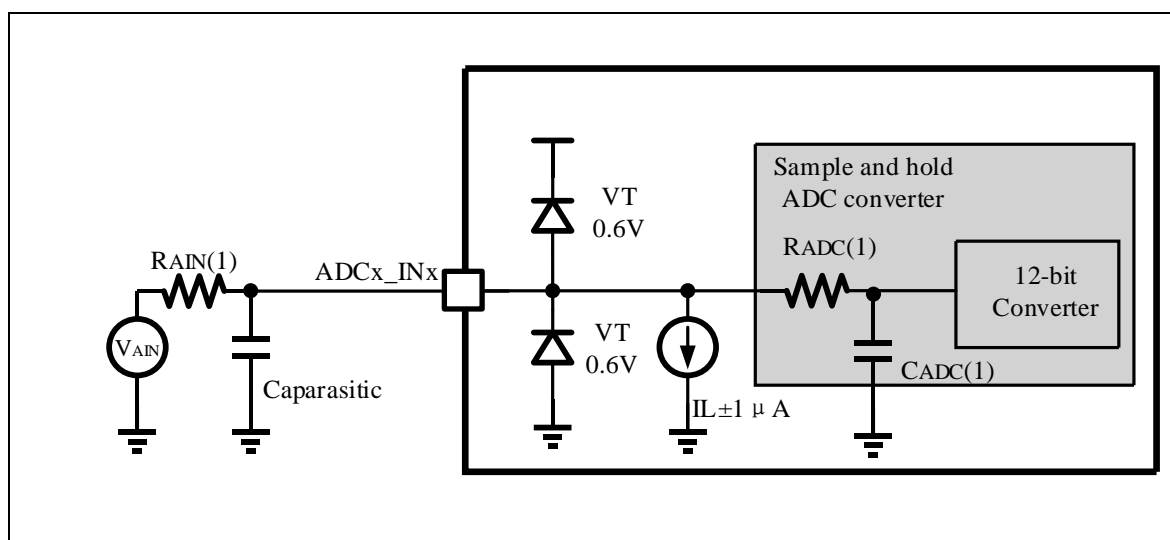 Sample and hold
ADC converter
VT
0.6V
RADC(1)
RAIN(1)
ADCx_INx
12-bit
Converter
VAIN
VT
0.6V
CADC(1)
Caparasitic
IL±1 μA